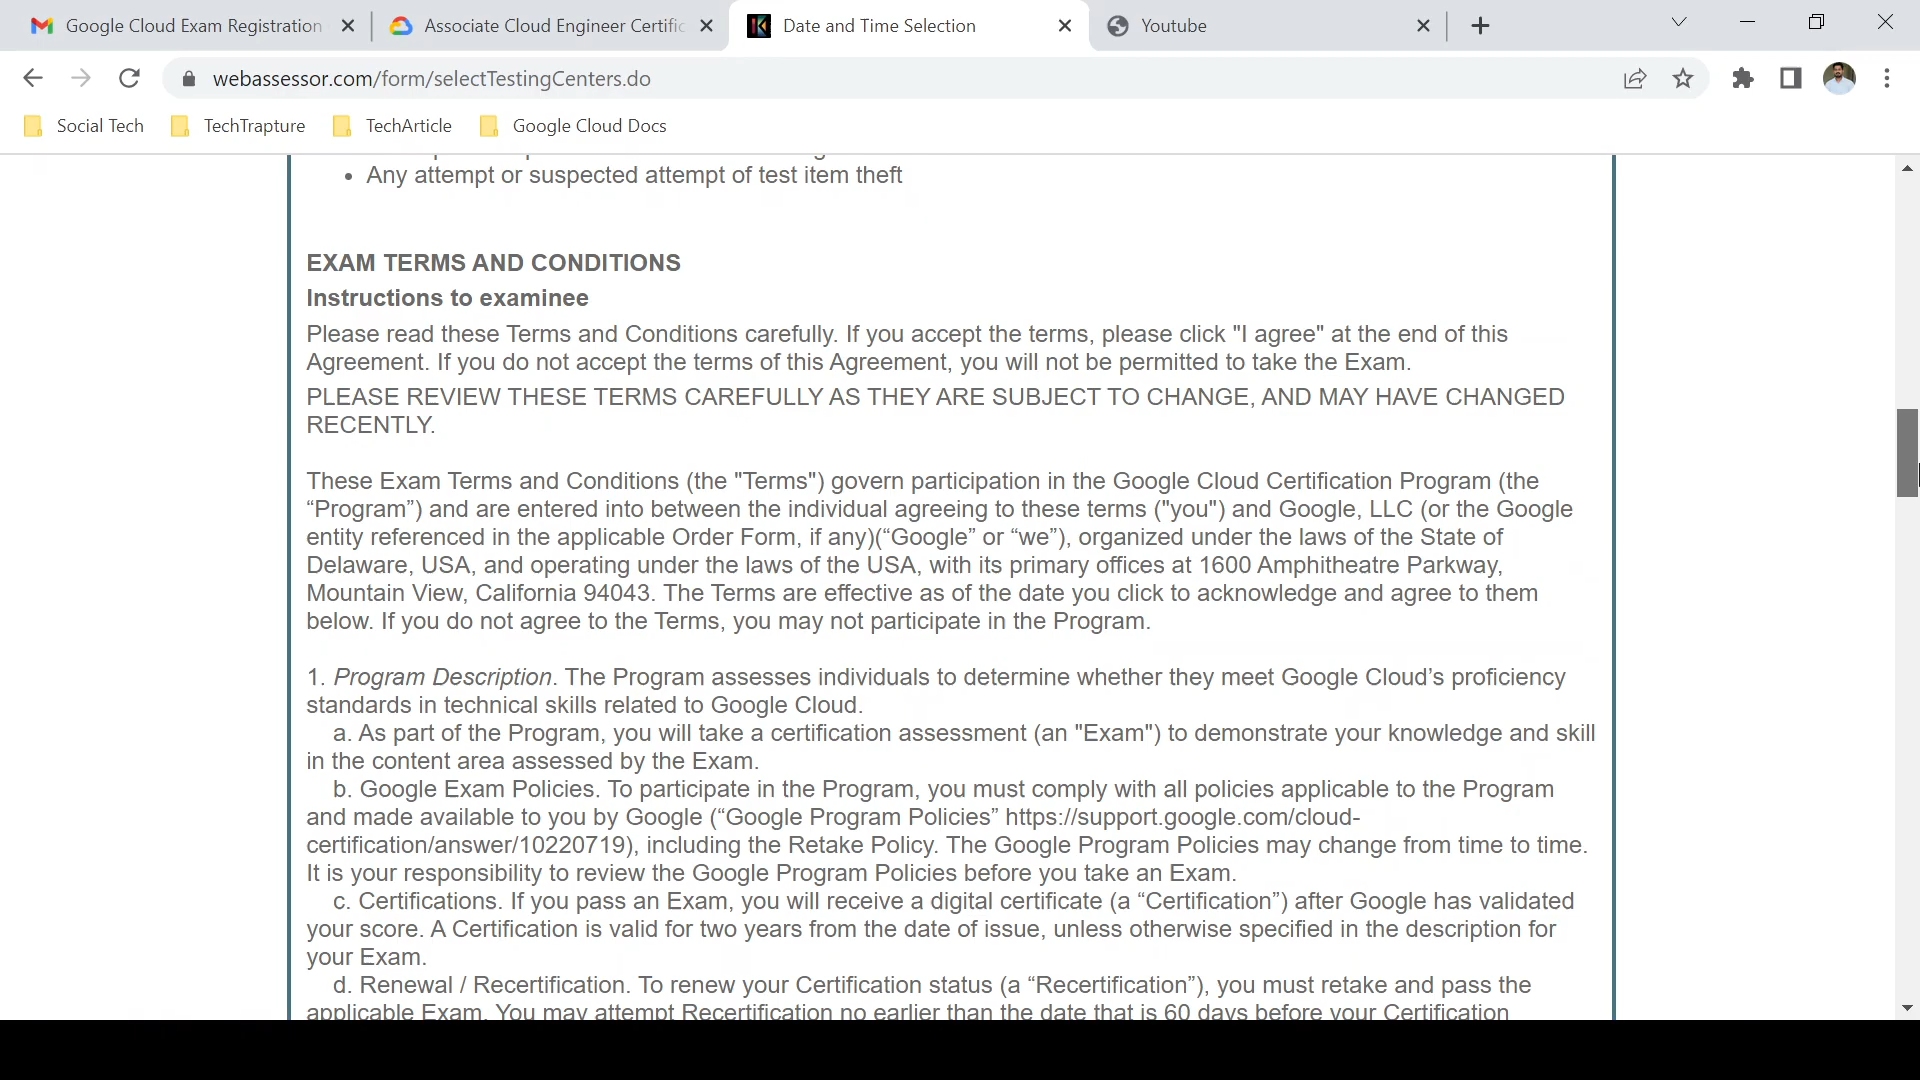 Google Cloud Exam Registration
Associate Cloud Engineer Certific
Date and Time Selection
Youtube
webassessor.com/form/selectTestingCenters.do
Social Tech
TechTrapture
TechArticle
Google Cloud Docs
• Any attempt or suspected attempt of test item theft
EXAM TERMS AND CONDITIONS
Instructions to examinee
Please read these Terms and Conditions carefully. If you accept the terms, please click "I agree" at the end of this
Agreement. If you do not accept the terms of this Agreement, you will not be permitted to take the Exam.
PLEASE REVIEW THESE TERMS CAREFULLY AS THEY ARE SUBJECT TO CHANGE, AND MAY HAVE CHANGED
RECENTLY.
These Exam Terms and Conditions (the "Terms") govern participation in the Google Cloud Certification Program (the
“Program”) and are entered into between the individual agreeing to these terms ("you") and Google, LLC (or the Google
entity referenced in the applicable Order Form, if any)(“Google” or “we”), organized under the laws of the State of
Delaware, USA, and operating under the laws of the USA, with its primary offices at 1600 Amphitheatre Parkway,
Mountain View, California 94043. The Terms are effective as of the date you click to acknowledge and agree to them
below. If you do not agree to the Terms, you may not participate in the Program.
1. Program Description. The Program assesses individuals to determine whether they meet Google Cloud’s proficiency
standards in technical skills related to Google Cloud.
a. As part of the Program, you will take a certification assessment (an "Exam") to demonstrate your knowledge and skill
in the content area assessed by the Exam.
b. Google Exam Policies. To participate in the Program, you must comply with all policies applicable to the Program
and made available to you by Google (“Google Program Policies” https://support.google.com/cloud-
certification/answer/10220719), including the Retake Policy. The Google Program Policies may change from time to time.
It is your responsibility to review the Google Program Policies before you take an Exam.
c. Certifications. If you pass an Exam, you will receive a digital certificate (a “Certification”) after Google has validated
your score. A Certification is valid for two years from the date of issue, unless otherwise specified in the description for
your Exam.
d. Renewal / Recertification. To renew your Certification status (a “Recertification”), you must retake and pass the
applicable Exam. You may attempt Recertification no earlier than the date that is 60 days before your Certification